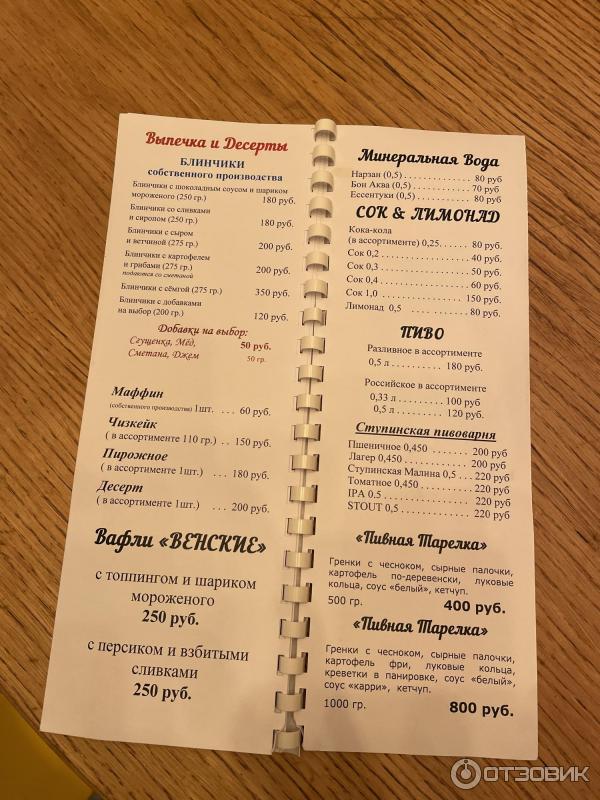 Выпечка и Десерты
БЛИНЧИКИ
собственного производства
Блинчики с шоколадным соусом и шариком
мороженого (250 гр.) 180 руб.
Блинчики со сливками
и сиропом (250 гр.) 180 руб.
Блинчики с сыром
и ветчиной (275 гр.) 200 руб.
Блинчики с картофелем
и грибами (275 гр.) 200 руб.
подаются со сметаной
Блинчики с сёмгой (275 гр.) 350 руб.
Блинчики с добавками
на выбор (200 гр.) 120 руб.
Добавки на выбор:
Сгущенка, Мёд, 50 руб.
Сметана, Джем 50 гр.
Маффин
(собственного производства) 1шт. ... 60 руб.
Чизкейк
( в ассортименте 110 гр.) ... 150 руб.
Пирожное
( в ассортименте 1шт.) ... 180 руб.
Десерт
( в ассортименте 1шт.) ... 200 руб.
Вафли «ВЕНСКИЕ»
с топпингом и шариком
мороженого
250 руб.
с персиком и взбитыми
сливками
250 руб.
Минеральная Вода
Нарзан (0,5) . . . . . . . . . . . . 80 руб
Бон Аква (0,5) . . . . . . . . . . . 70 руб
Ессентуки (0,5) . . . . . . . . . . 80 руб
СОК & ЛИМОНАД
Кока-кола
(в ассортименте) 0,25. . . . . . 80 руб.
Сок 0,2 . . . . . . . . . . . . . . . 40 руб.
Сок 0,3 . . . . . . . . . . . . . . . 50 руб.
Сок 0,4 . . . . . . . . . . . . . . . 60 руб.
Сок 1,0 . . . . . . . . . . . . . . 150 руб.
Лимонад 0,5 . . . . . . . . . . . 80 руб.
ПИВО
Разливное в ассортименте
0,5 л . . . . . . . . . . 180 руб.
Российское в ассортименте
0,33 л . . . . . . . . . 100 руб
0,5 л. . . . . . . . . . 120 руб.
Ступинская пивоварня
Пшеничное 0,450 . . . . . . . 200 руб
Лагер 0,450 . . . . . . . . . . . 200 руб
Ступинская Малина 0,5 . . . 220 руб
Томатное 0,450 . . . . . . . . 220 руб
IPA 0.5 . . . . . . . . . . . . . . 220 руб
STOUT 0,5 . . . . . . . . . . . 220 руб
«Пивная Тарелка»
Гренки с чесноком, сырные палочки,
картофель по-деревенски, луковые
кольца, соус «белый», кетчуп.
500 гр. 400 руб.
«Пивная Тарелка»
Гренки с чесноком, сырные палочки,
картофель фри, луковые кольца,
креветки в панировке, соус «белый»,
соус «карри», кетчуп.
1000 гр. 800 руб.
ОТЗОВИК